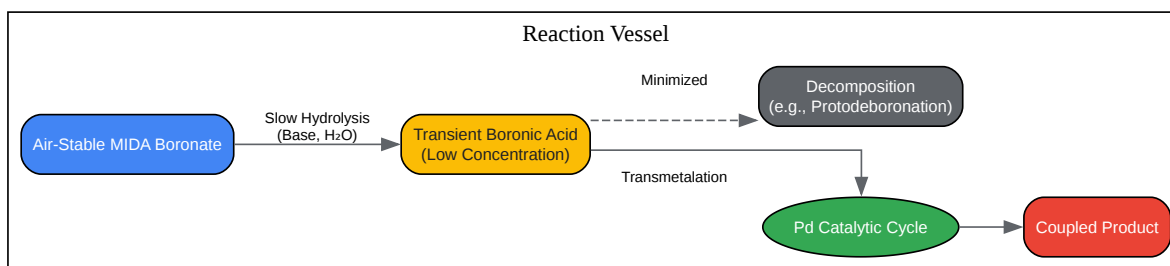 Reaction Vessel
Minimized
Decomposition
(e.g., Protodeboronation)
Slow Hydrolysis
(Base, H₂O)
Air-Stable MIDA Boronate
Transient Boronic Acid
(Low Concentration)
Transmetalation
Pd Catalytic Cycle
Coupled Product